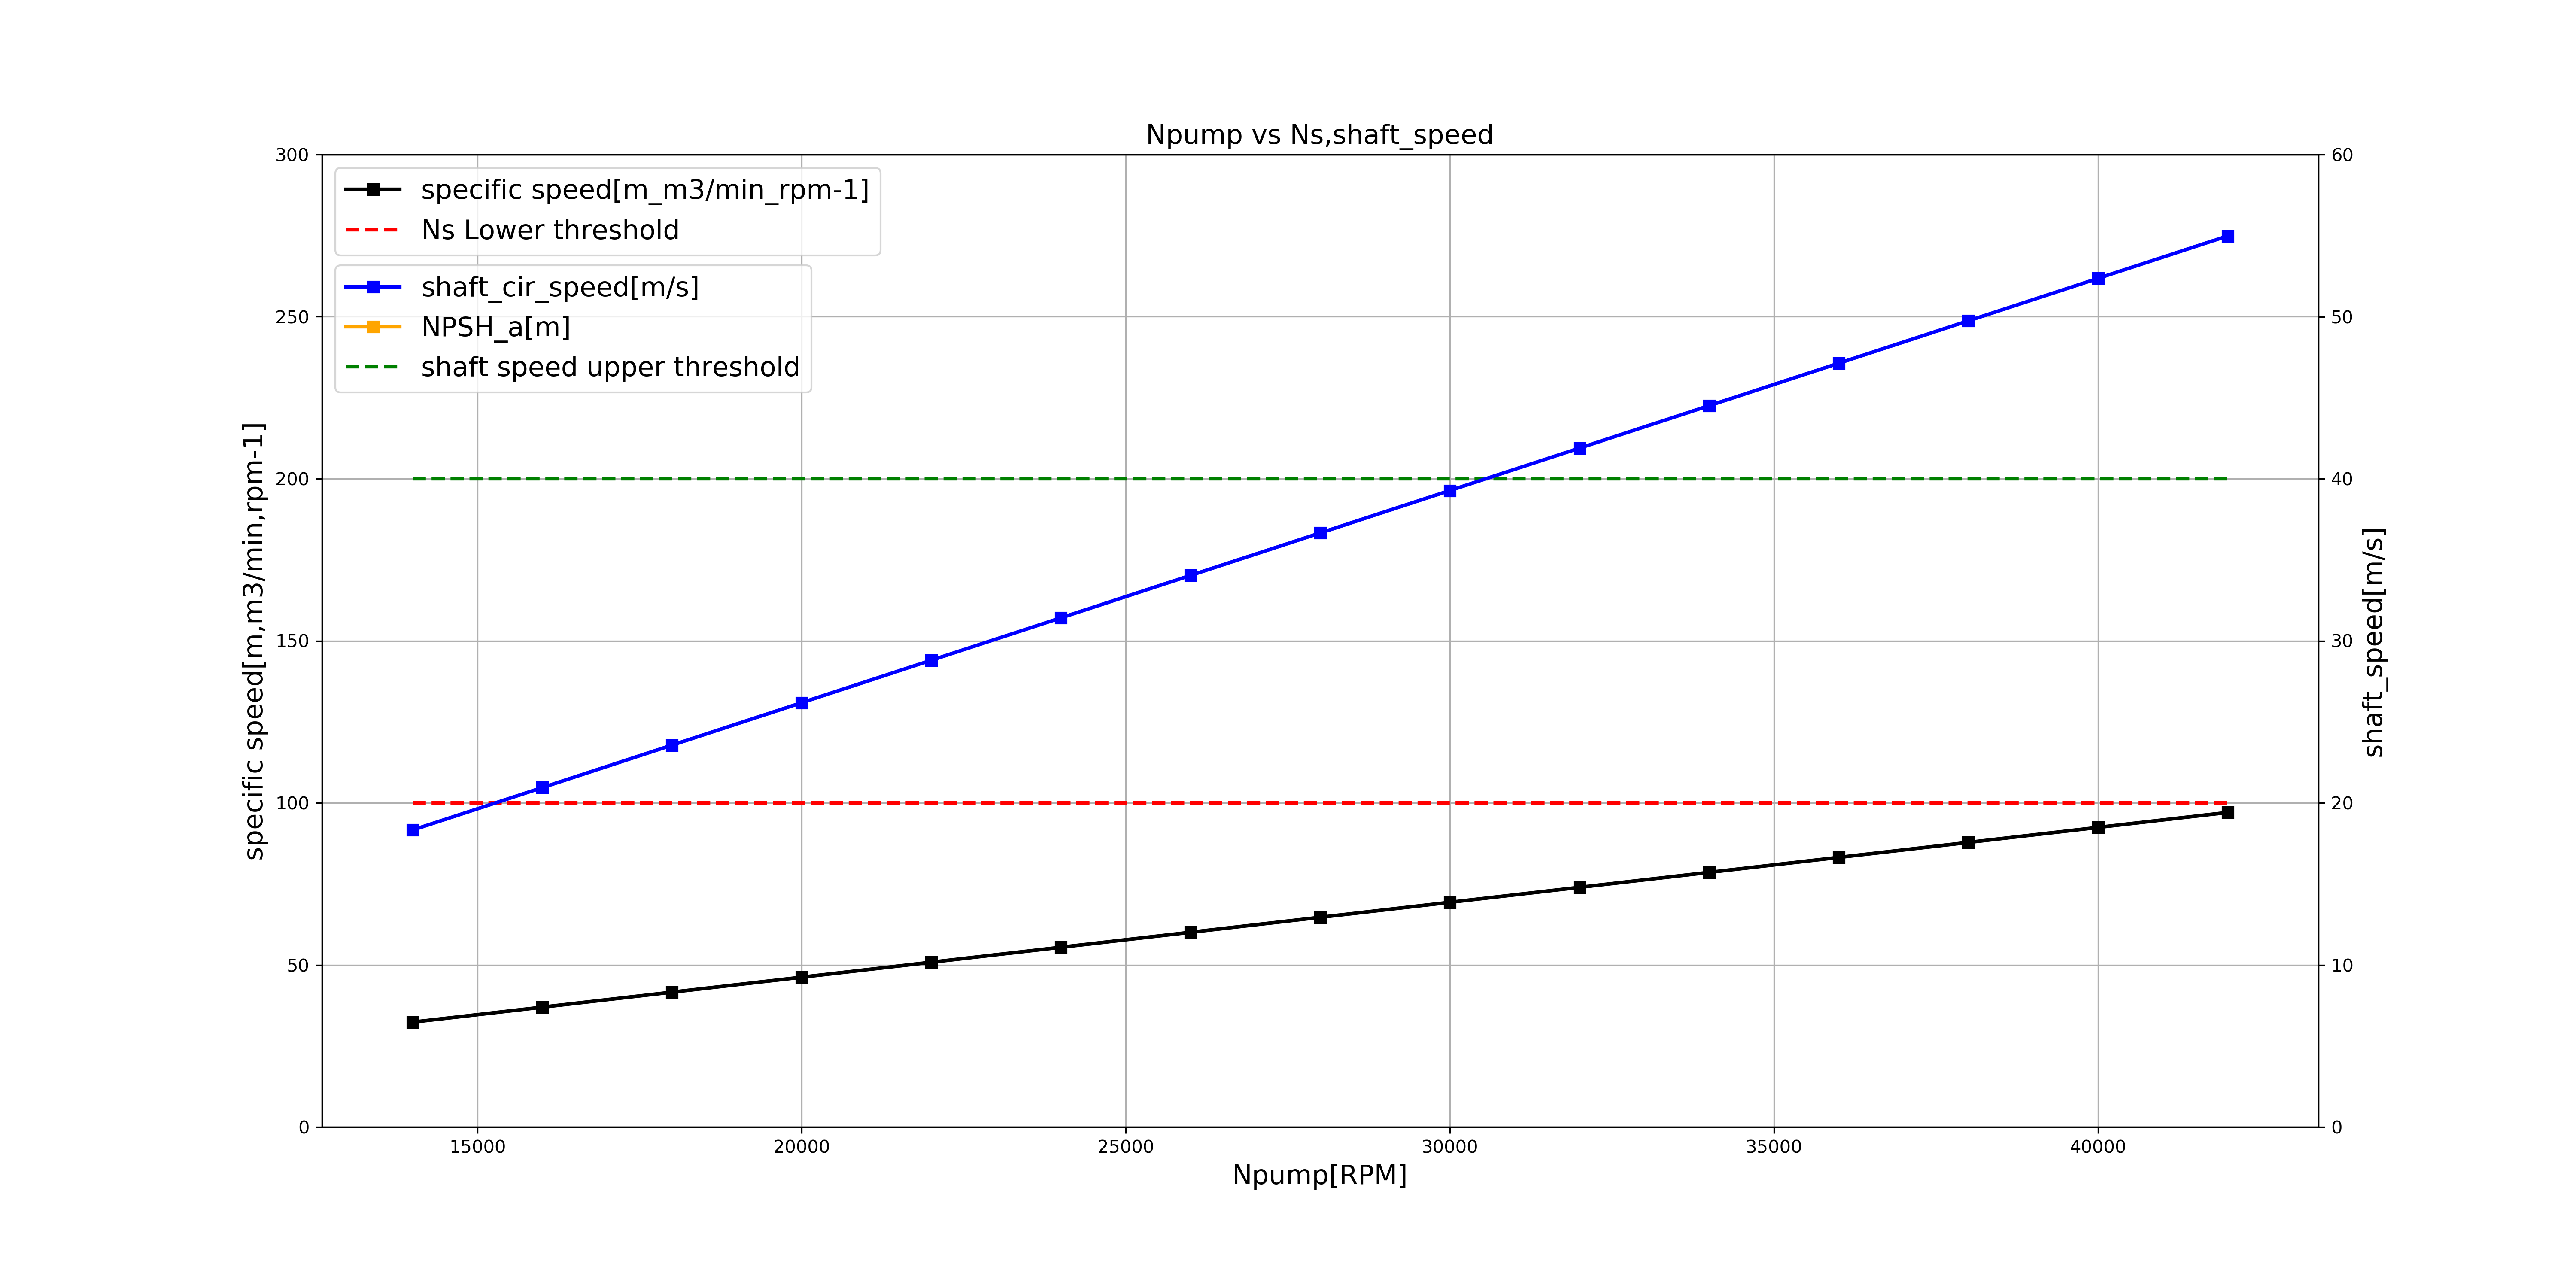 Npump vs Ns,shaft_speed
specific speed[m_m3/min_rpm-1]
Ns Lower threshold
shaft_cir_speed[m/s]
NPSH_a[m]
shaft speed upper threshold
specific speed[m,m3/min,rpm-1]
300
250
200
150
100
50
0
60
50
40
30
20
10
0
shaft_speed[m/s]
15000 20000 25000 30000 35000 40000
Npump[RPM]